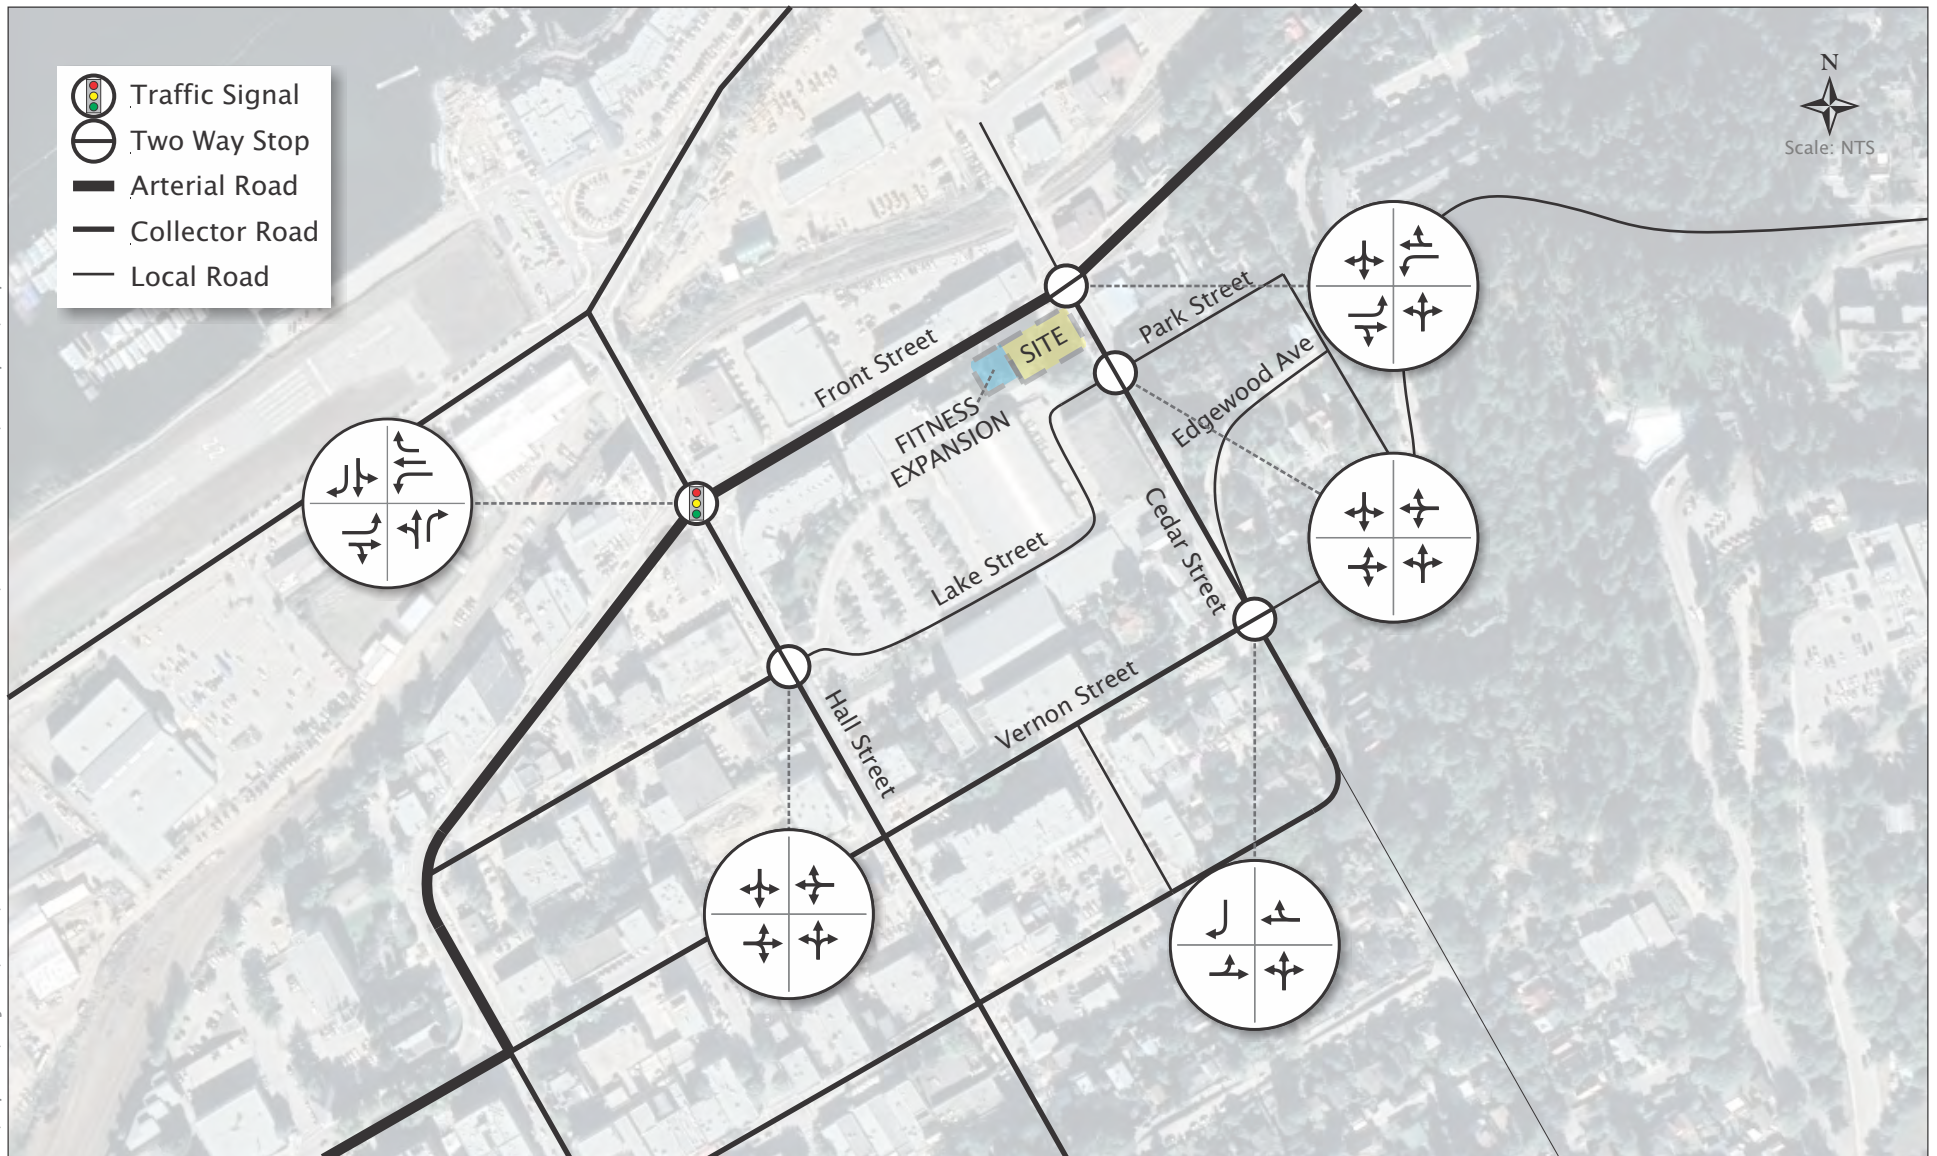 Traffic Signal
Two Way Stop
Arterial Road
Collector Road
Local Road
N
Scale: NTS
Park Street
SITE
Front Street
Edgewood Ave
FITNESS
EXPANSION
Cedar Street
Lake Street
Vernon Street
Hall Street